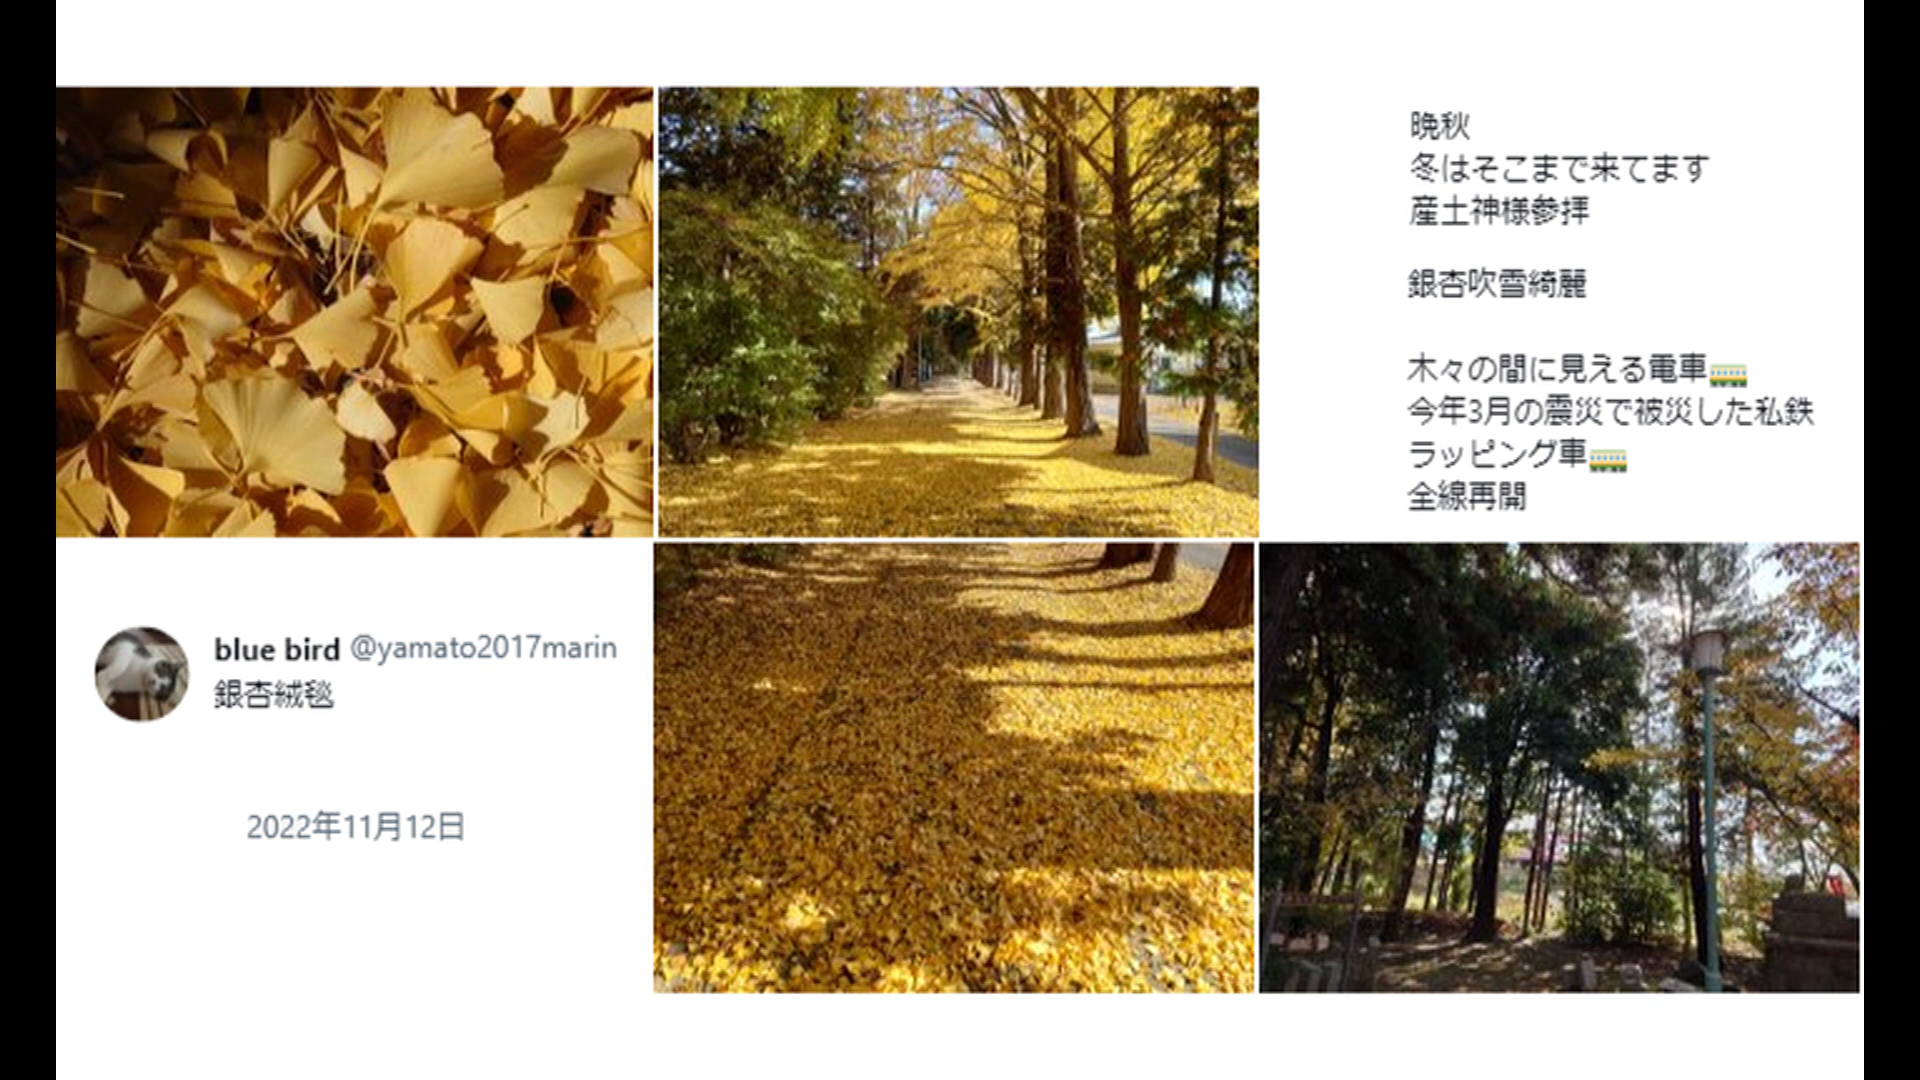 晩秋
冬はそこまで来てます
産土神様参拝
銀杏吹雪綺麗
木々の間に見える電車🚃
今年3月の震災で被災した私鉄
ラッピング車🚃
全線再開
blue bird @yamato2017marin
銀杏絨毯
2022年11月12日